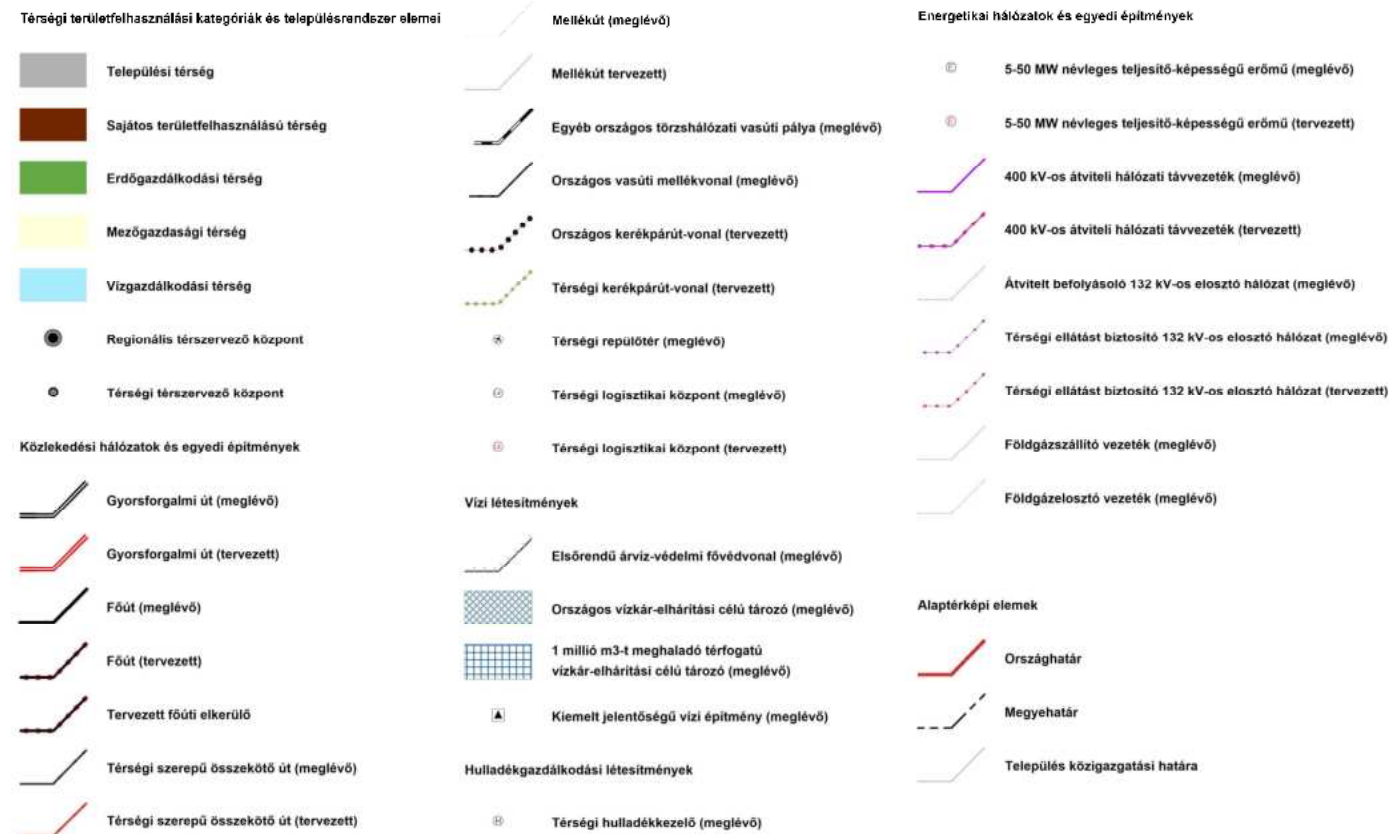 Térségi területfelhasználási kategóriák és településrendszer elemei
Települési térség
Sajátos területfelhasználású térség
Erdőgazdálkodási térség
Mezőgazdasági térség
Vízgazdálkodási térség
Regionális térszervező központ
Térségi térszervező központ
Közlekedési hálózatok és egyedi építmények
Gyorsforgalmi út (meglévő)
Gyorsforgalmi út (tervezett)
Főút (meglévő)
Főút (tervezett)
Tervezett főúti elkerülő
Térségi szerepű összekötő út (meglévő)
Térségi szerepű összekötő út (tervezett)
Mellékút (meglévő)
Mellékút tervezett)
Egyéb országos törzshálózati vasúti pálya (meglévő)
Országos vasúti mellékvonal (meglévő)
Országos kerékpárút-vonal (tervezett)
Térségi kerékpárút-vonal (tervezett)
Térségi repülőtér (meglévő)
Térségi logisztikai központ (meglévő)
Térségi logisztikai központ (tervezett)
Vízi létesítmények
Elsőrendű árvíz-védelmi fővédvonal (meglévő)
Országos vízkár-elhárítási célú tározó (meglévő)
1 millió m3-t meghaladó térfogatú
vízkár-elhárítási célú tározó (meglévő)
Kiemelt jelentőségű vízi építmény (meglévő)
Hulladékgazdálkodási létesítmények
H Térségi hulladékkezelő (meglévő)
Energetikai hálózatok és egyedi építmények
E 5-50 MW névleges teljesítő-képességű erőmű (meglévő)
E 5-50 MW névleges teljesítő-képességű erőmű (tervezett)
400 kV-os átviteli hálózati távvezeték (meglévő)
400 kV-os átviteli hálózati távvezeték (tervezett)
Átvitelt befolyásoló 132 kV-os elosztó hálózat (meglévő)
Térségi ellátást biztosító 132 kV-os elosztó hálózat (meglévő)
Térségi ellátást biztosító 132 kV-os elosztó hálózat (tervezett)
Földgázszállító vezeték (meglévő)
Földgázelosztó vezeték (meglévő)
Alaptérképi elemek
Országhatár
Megyehatár
Település közigazgatási határa